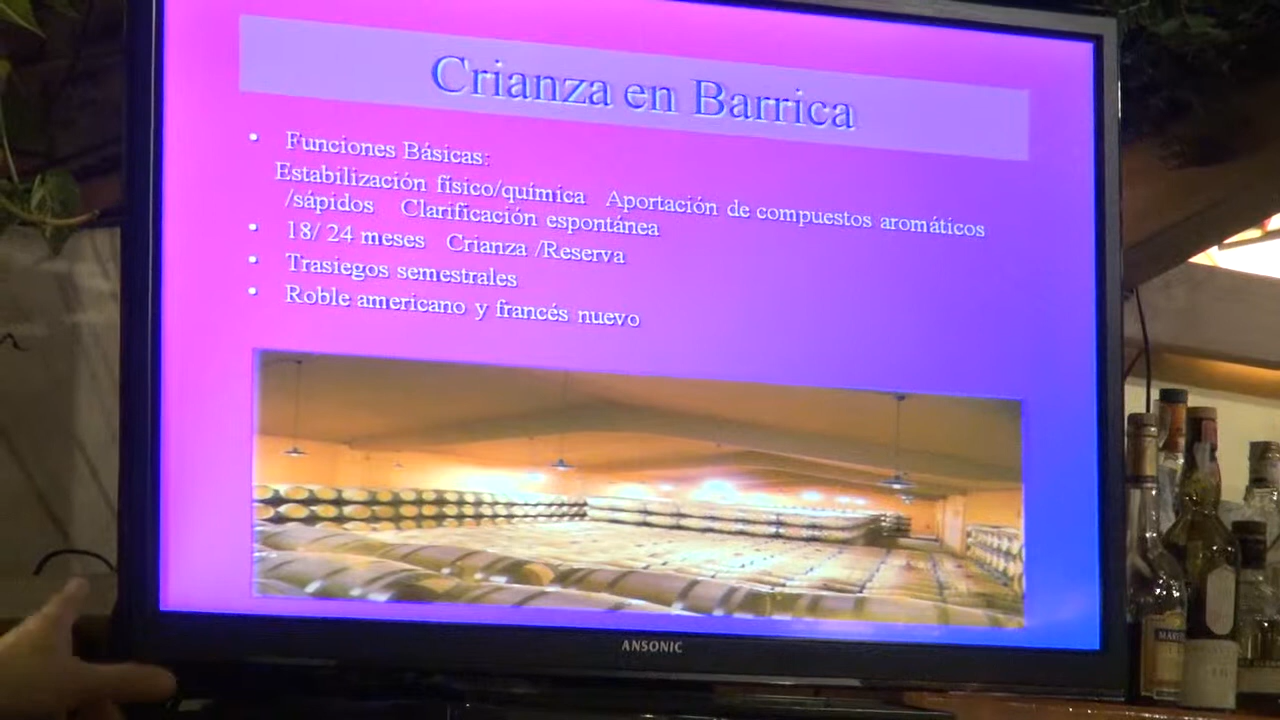 Crianza en Barrica
• Funciones Básicas:
Estabilización físico/química Aportación de compuestos aromáticos
/sápidos Clarificación espontánea
• 18/ 24 meses Crianza /Reserva
• Trasiegos semestrales
• Roble americano y francés nuevo
ANSONIC